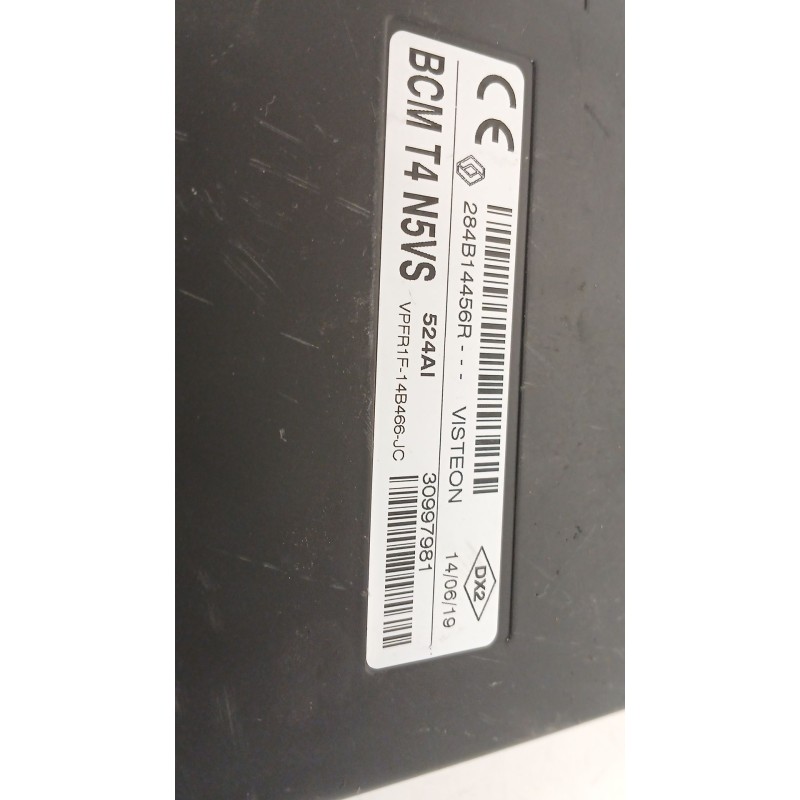 CE
284B14456R--- VISTEON
DX2
14/06/19
BCM T4 N5VS 524AI 30997981
VPFR1F-14B466-JC